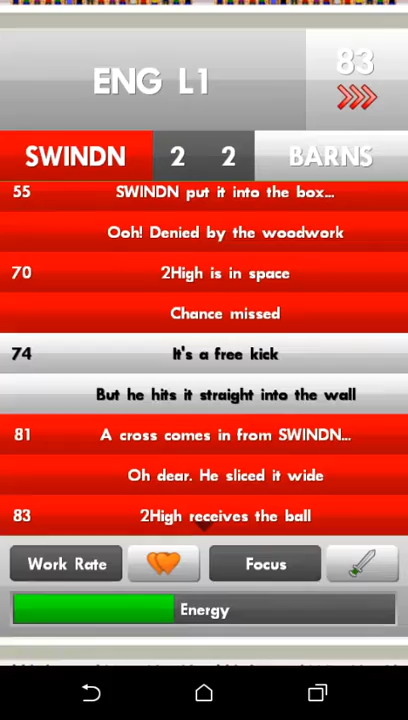 ENG L1
83
SWINDN 2 2 BARNS
55 SWINDN put it into the box...
Ooh! Denied by the woodwork
70 2High is in space
Chance missed
74 It's a free kick
But he hits it straight into the wall
81 A cross comes in from SWINDN...
Oh dear. He sliced it wide
83 2High receives the ball
Work Rate Focus
Energy